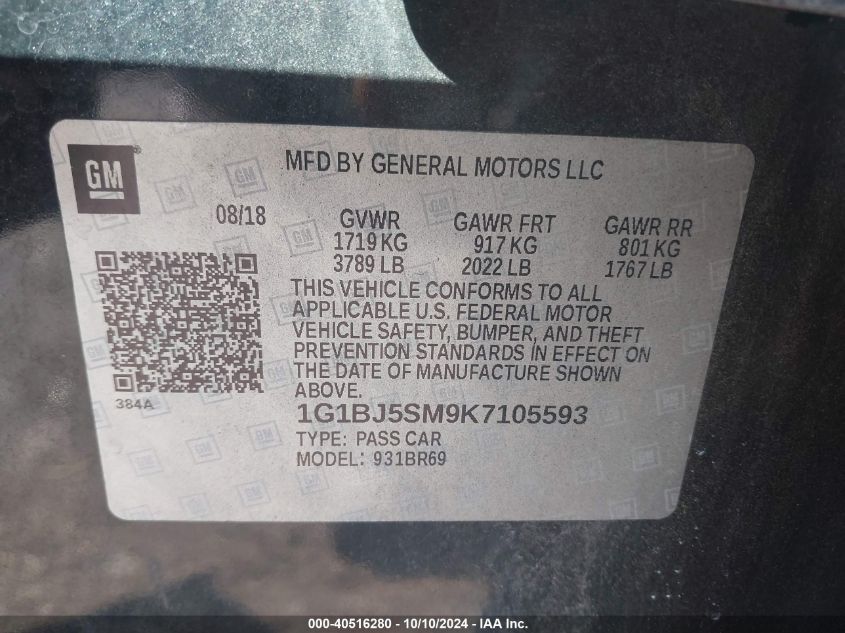 GM
MFD BY GENERAL MOTORS LLC
08/18 GVWR GAWR FRT GAWR RR
1719 KG 917 KG 801 KG
3789 LB 2022 LB 1767 LB
THIS VEHICLE CONFORMS TO ALL
APPLICABLE U.S. FEDERAL MOTOR
VEHICLE SAFETY, BUMPER, AND THEFT
PREVENTION STANDARDS IN EFFECT ON
THE DATE OF MANUFACTURE SHOWN
ABOVE.
384A
1G1BJ5SM9K7105593
TYPE: PASS CAR
MODEL: 931BR69
000-40516280 - 10/10/2024 - IAAI.COM